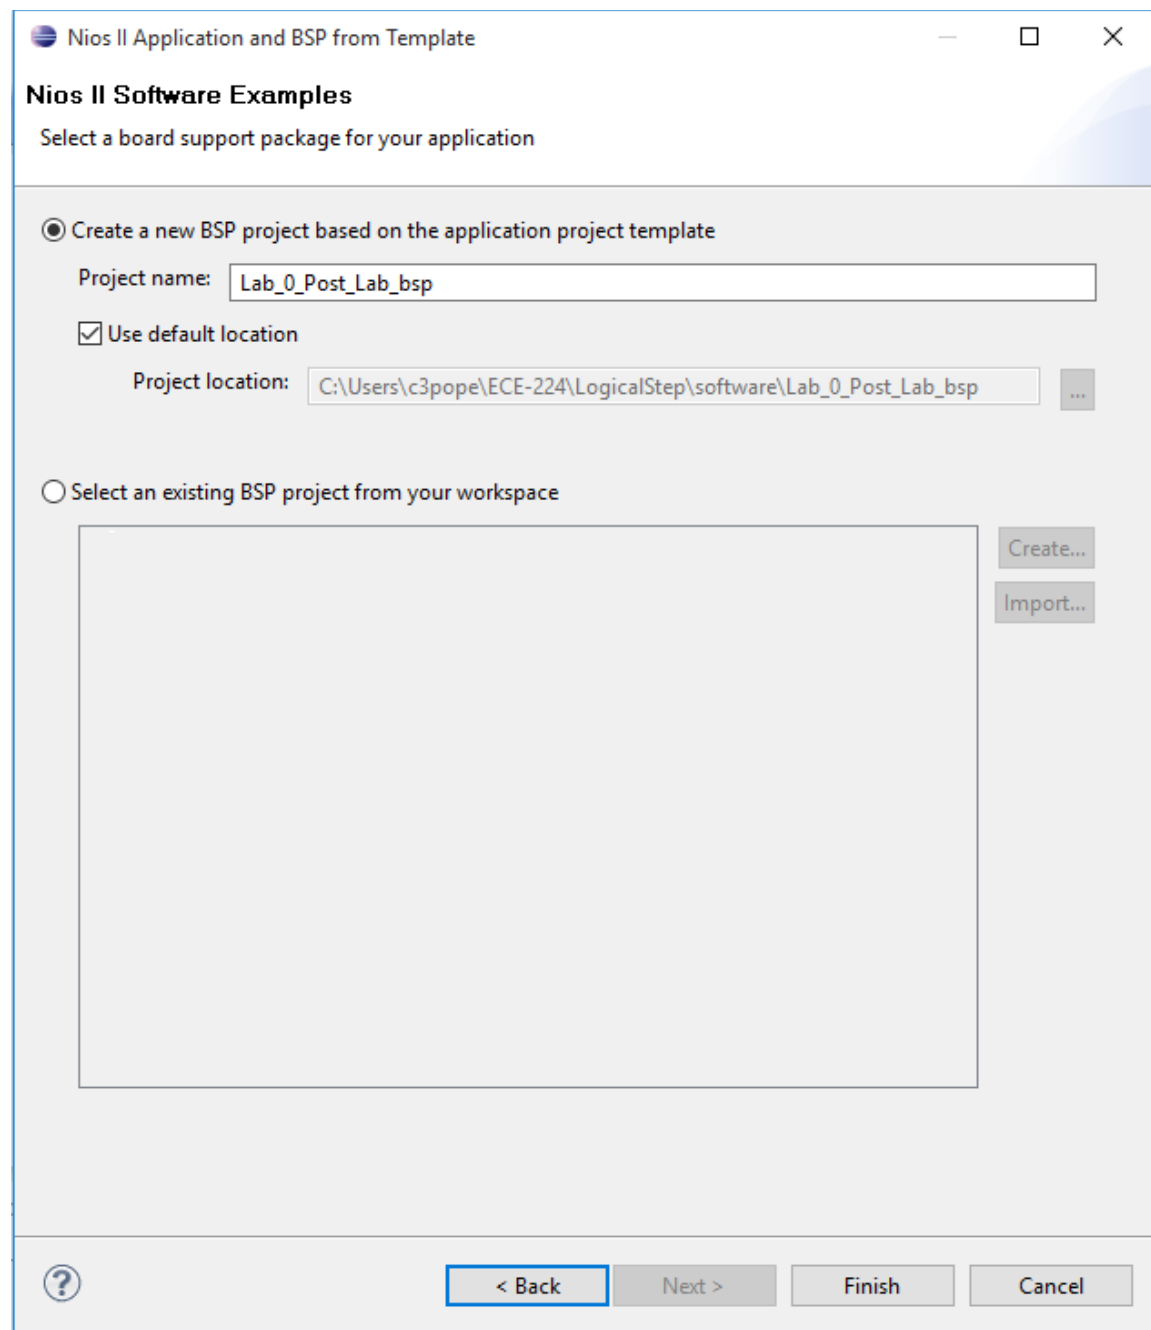 Nios II Application and BSP from Template
Nios II Software Examples
Select a board support package for your application
Create a new BSP project based on the application project template
Project name: Lab_0_Post_Lab_bsp
Use default location
Project location: C:\Users\c3pope\ECE-224\LogicalStep\software\Lab_0_Post_Lab_bsp ...
Select an existing BSP project from your workspace
Create...
Import...
? < Back Next > Finish Cancel